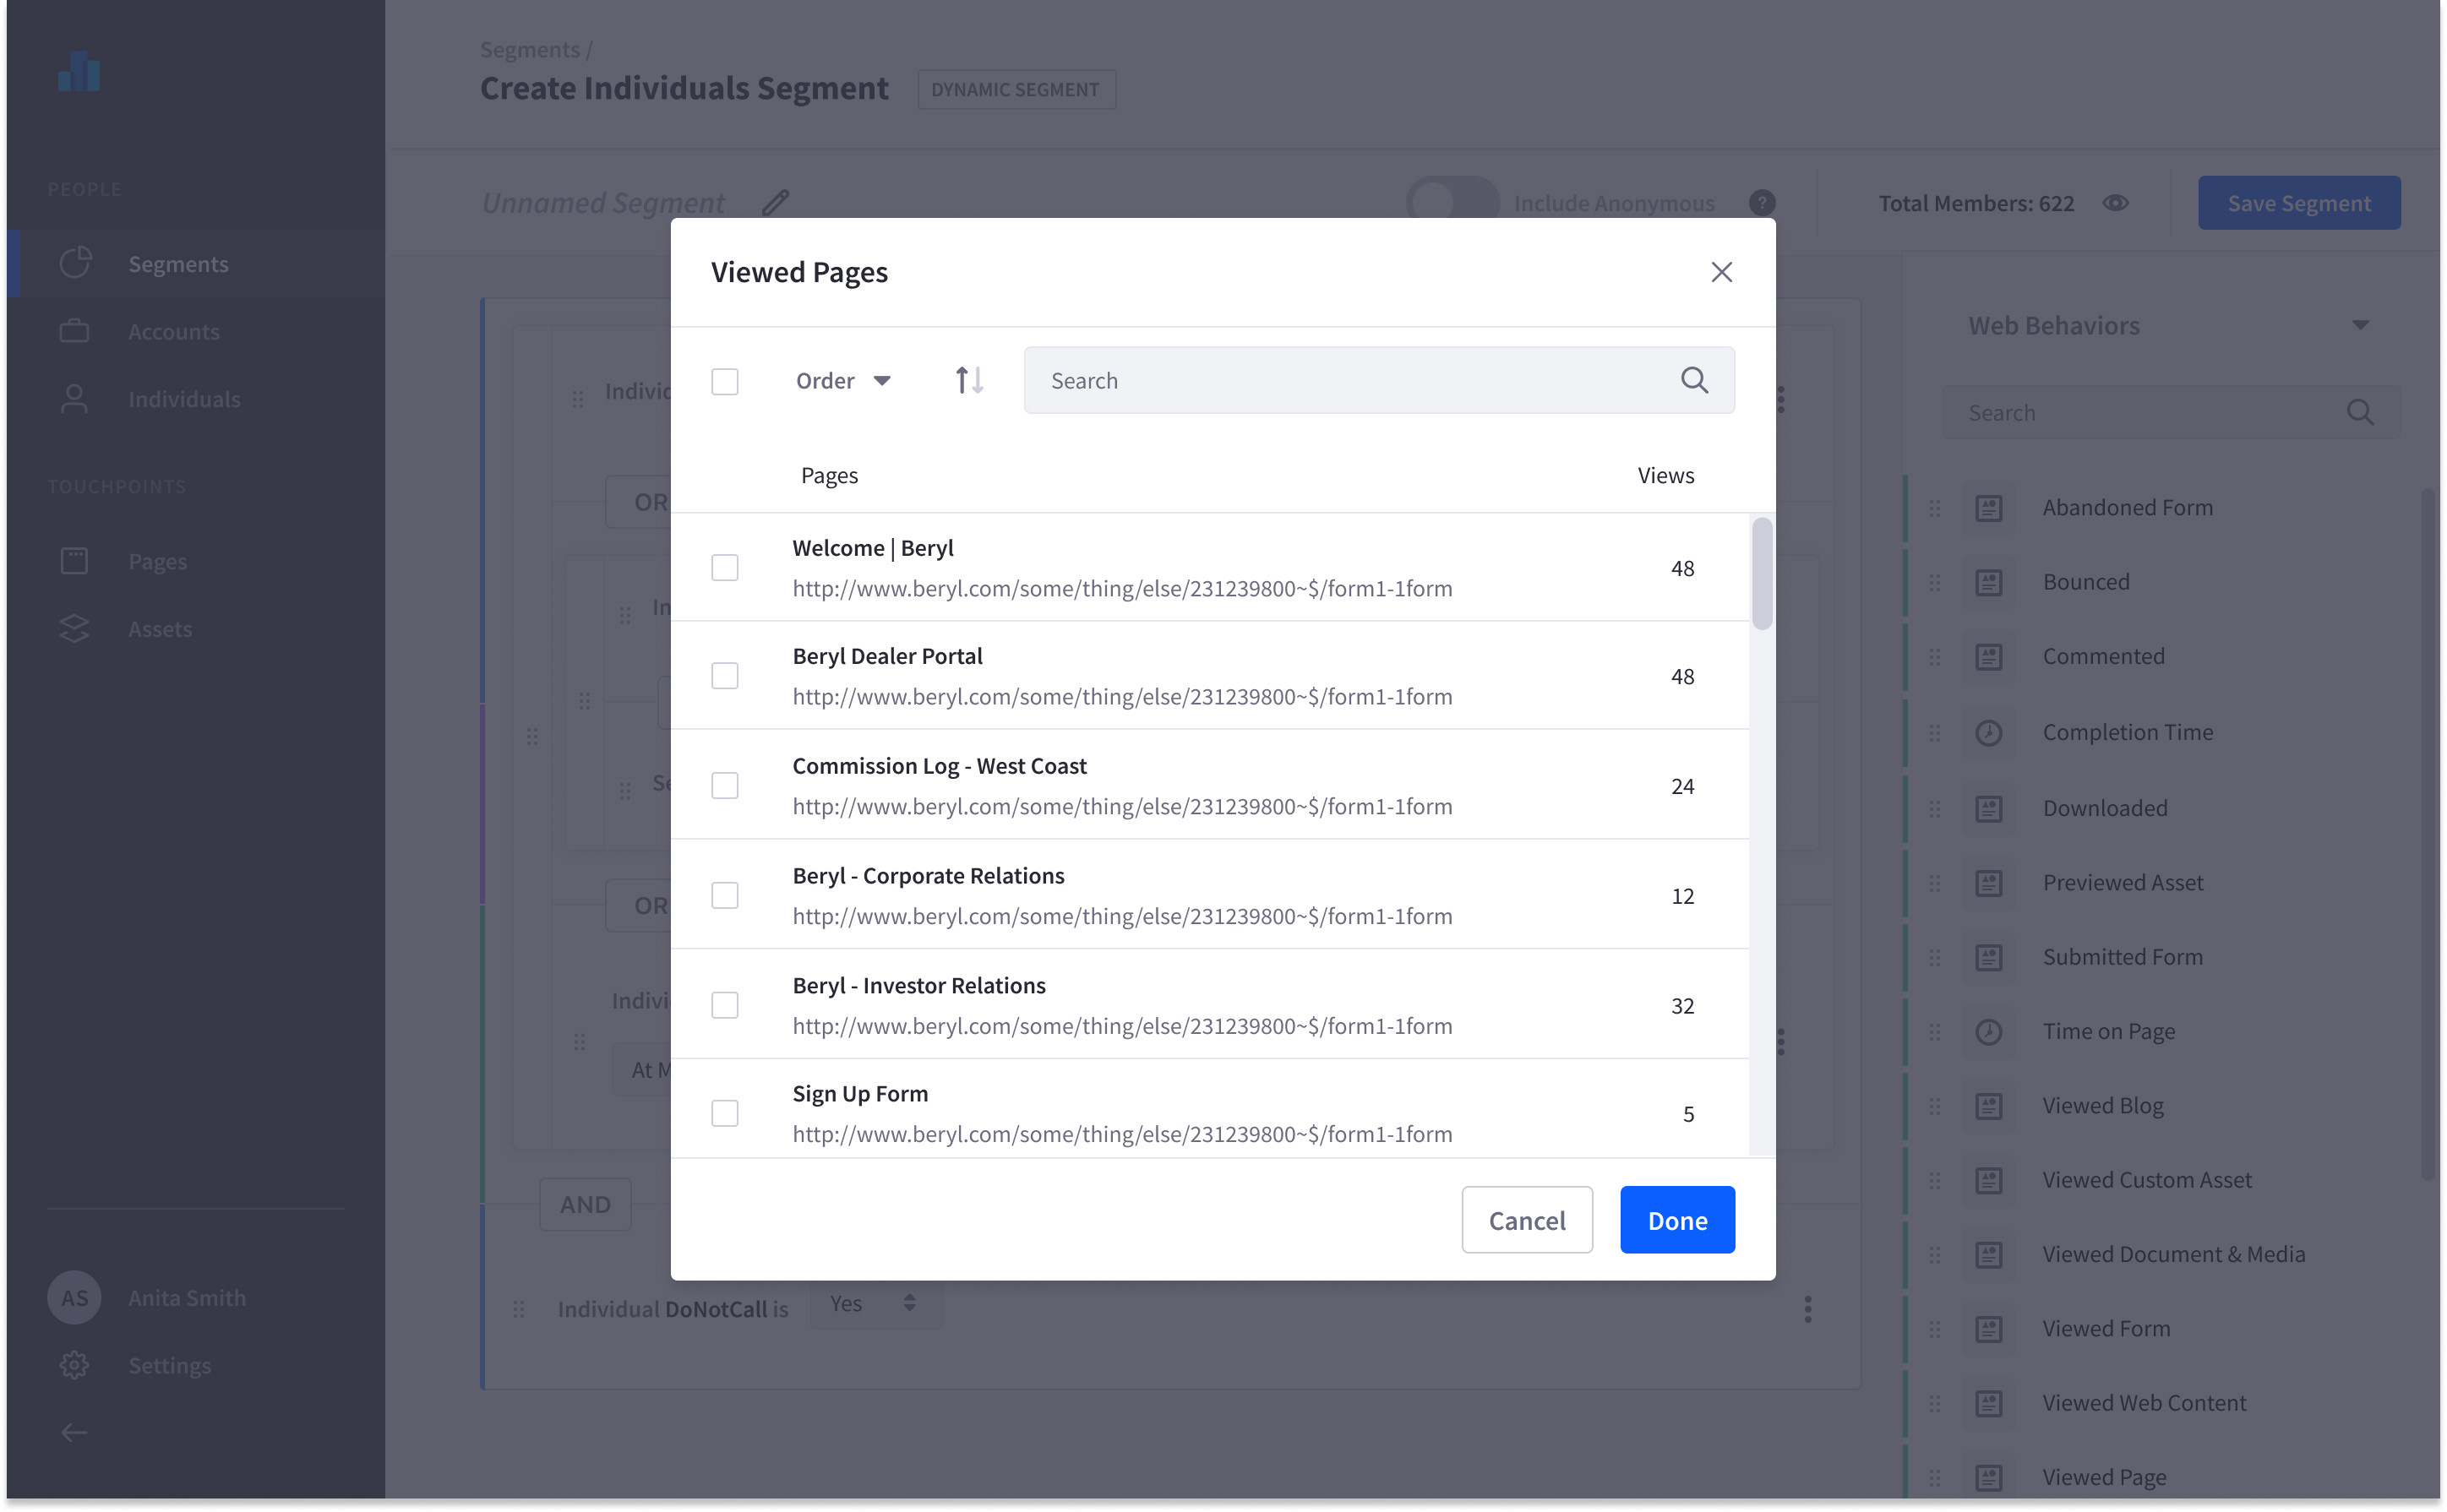 Segments /
Create Individuals Segment
DYNAMIC SEGMENT
PEOPLE
Segments
Accounts
Individuals
TOUCHPOINTS
Pages
Assets
AS Anita Smith
Settings
Unnamed Segment
Include Anonymous ?
Total Members: 622
Save Segment
OR
OR
At
AND
Individual DoNotCall is Yes
Viewed Pages
Order
Search
Pages Views
Welcome | Beryl
http://www.beryl.com/some/thing/else/231239800~$/form1-1form
48
Beryl Dealer Portal
http://www.beryl.com/some/thing/else/231239800~$/form1-1form
48
Commission Log - West Coast
http://www.beryl.com/some/thing/else/231239800~$/form1-1form
24
Beryl - Corporate Relations
http://www.beryl.com/some/thing/else/231239800~$/form1-1form
12
Beryl - Investor Relations
http://www.beryl.com/some/thing/else/231239800~$/form1-1form
32
Sign Up Form
http://www.beryl.com/some/thing/else/231239800~$/form1-1form
5
Cancel
Done
Web Behaviors
Search
Abandoned Form
Bounced
Commented
Completion Time
Downloaded
Previewed Asset
Submitted Form
Time on Page
Viewed Blog
Viewed Custom Asset
Viewed Document & Media
Viewed Form
Viewed Web Content
Viewed Page